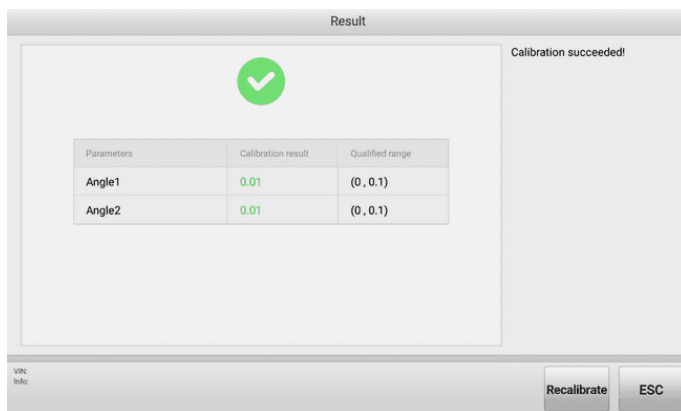 Result
Calibration succeeded!
Parameters Calibration result Qualified range
Angle1 0.01 (0 , 0.1)
Angle2 0.01 (0 , 0.1)
VIN:
Info:
Recalibrate ESC